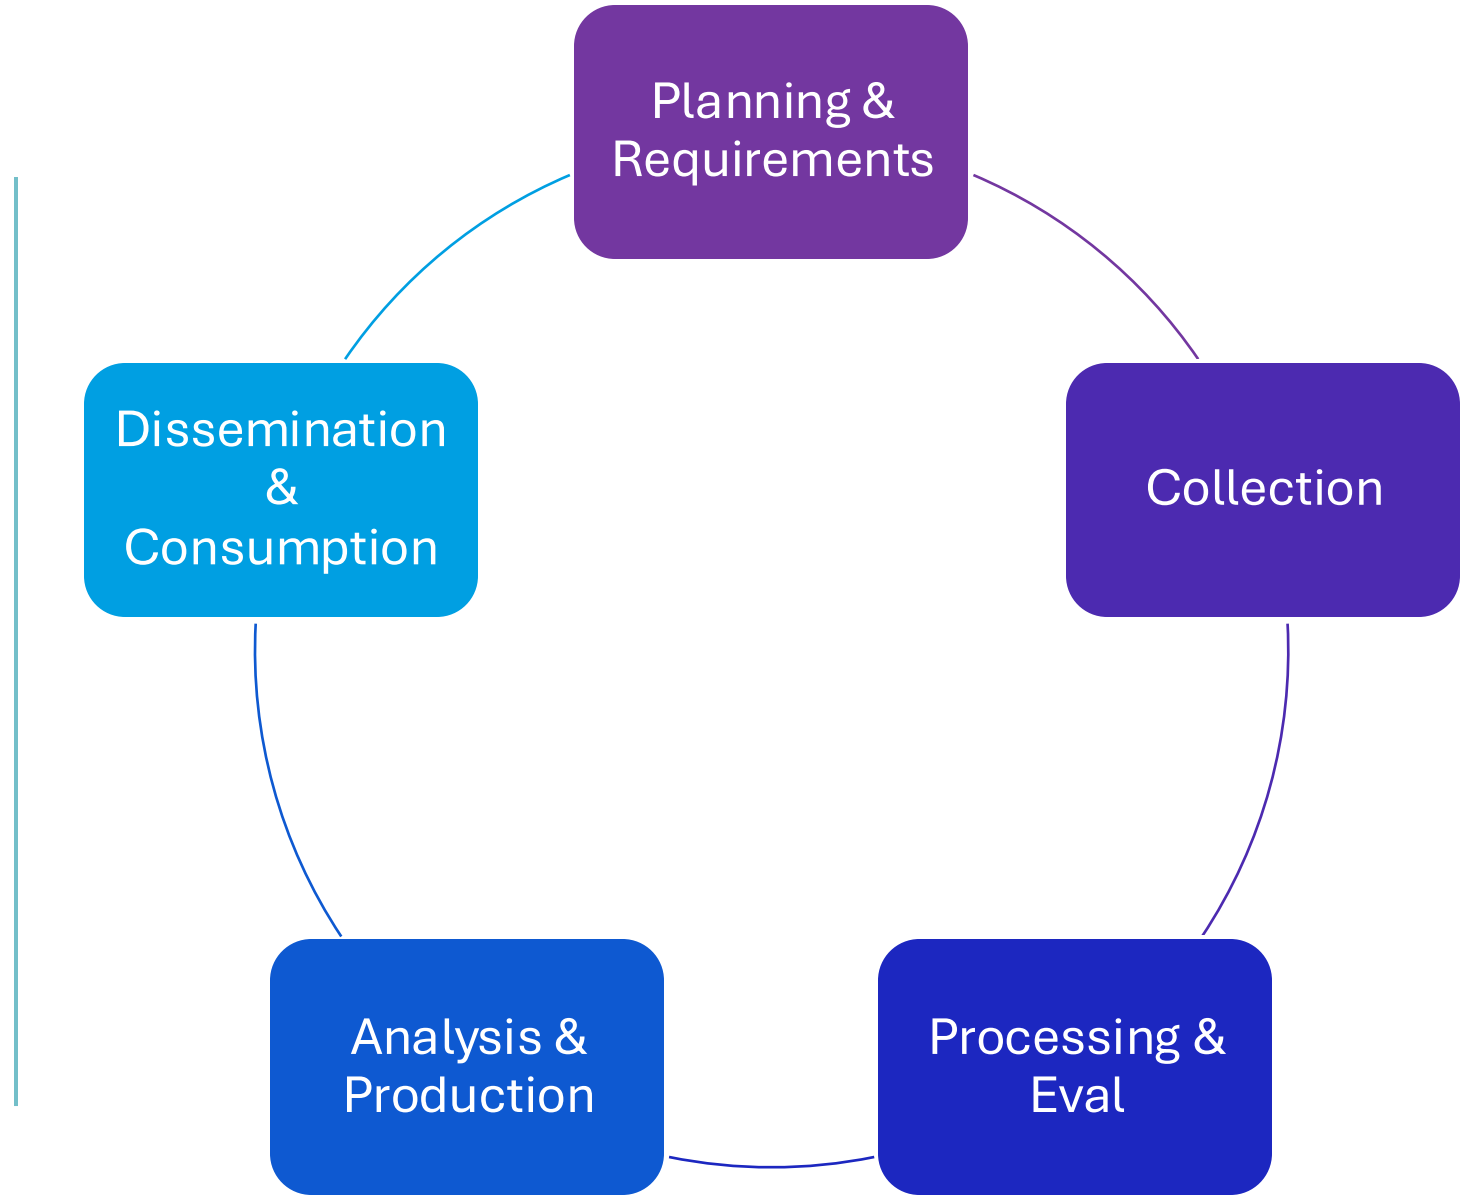 Planning &
Requirements
Collection
Processing &
Eval
Analysis &
Production
Dissemination
&
Consumption